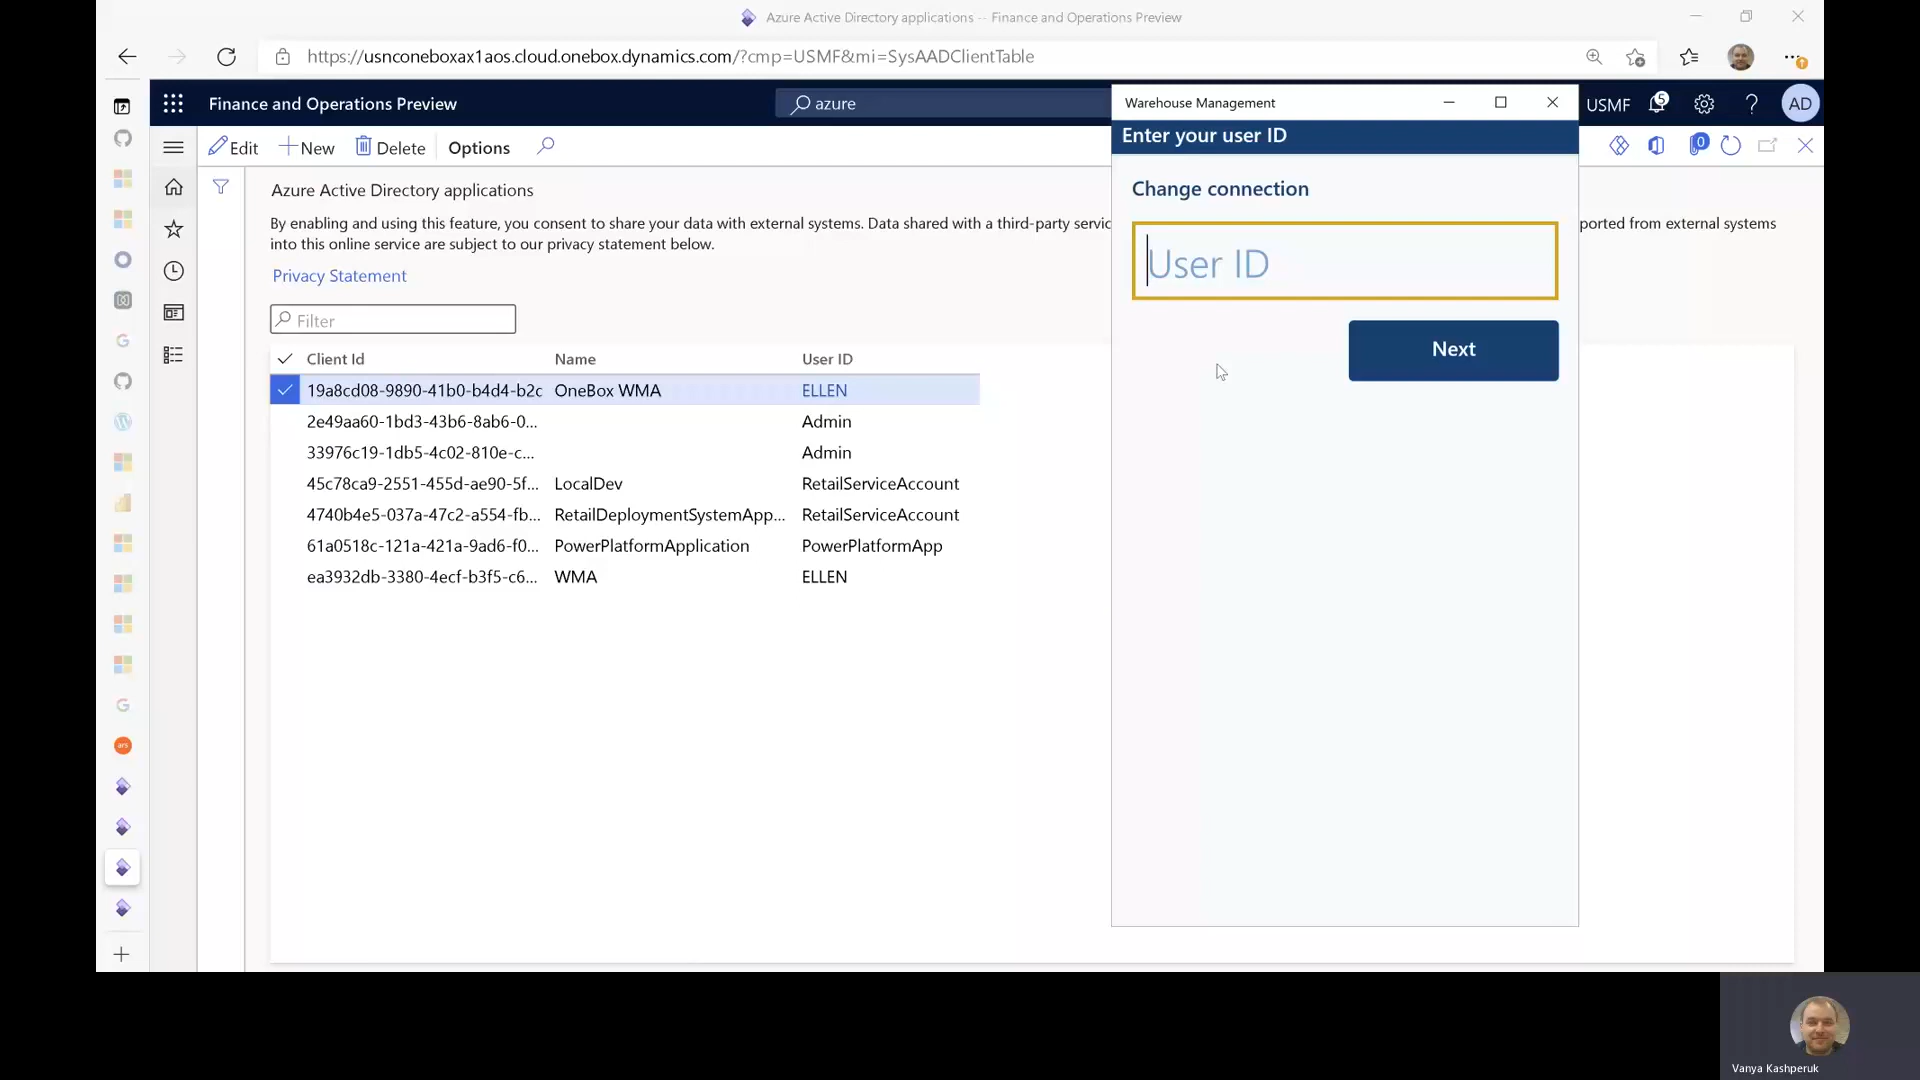 Azure Active Directory applications -- Finance and Operations Preview
https://usnconeboxax1aos.cloud.onebox.dynamics.com/?cmp=USMF&mi=SysAADClientTable
Finance and Operations Preview
azure
USMF
5
?
AD
Edit
New
Delete
Options
0
Azure Active Directory applications
By enabling and using this feature, you consent to share your data with external systems. Data shared with a third-party servic
ported from external systems
into this online service are subject to our privacy statement below.
Privacy Statement
Filter
Client Id Name User ID
19a8cd08-9890-41b0-b4d4-b2c OneBox WMA ELLEN
2e49aa60-1bd3-43b6-8ab6-0... Admin
33976c19-1db5-4c02-810e-c... Admin
45c78ca9-2551-455d-ae90-5f... LocalDev RetailServiceAccount
4740b4e5-037a-47c2-a554-fb... RetailDeploymentSystemApp... RetailServiceAccount
61a0518c-121a-421a-9ad6-f0... PowerPlatformApplication PowerPlatformApp
ea3932db-3380-4ecf-b3f5-c6... WMA ELLEN
Warehouse Management
Enter your user ID
Change connection
User ID
Next
ars
Vanya Kashperuk